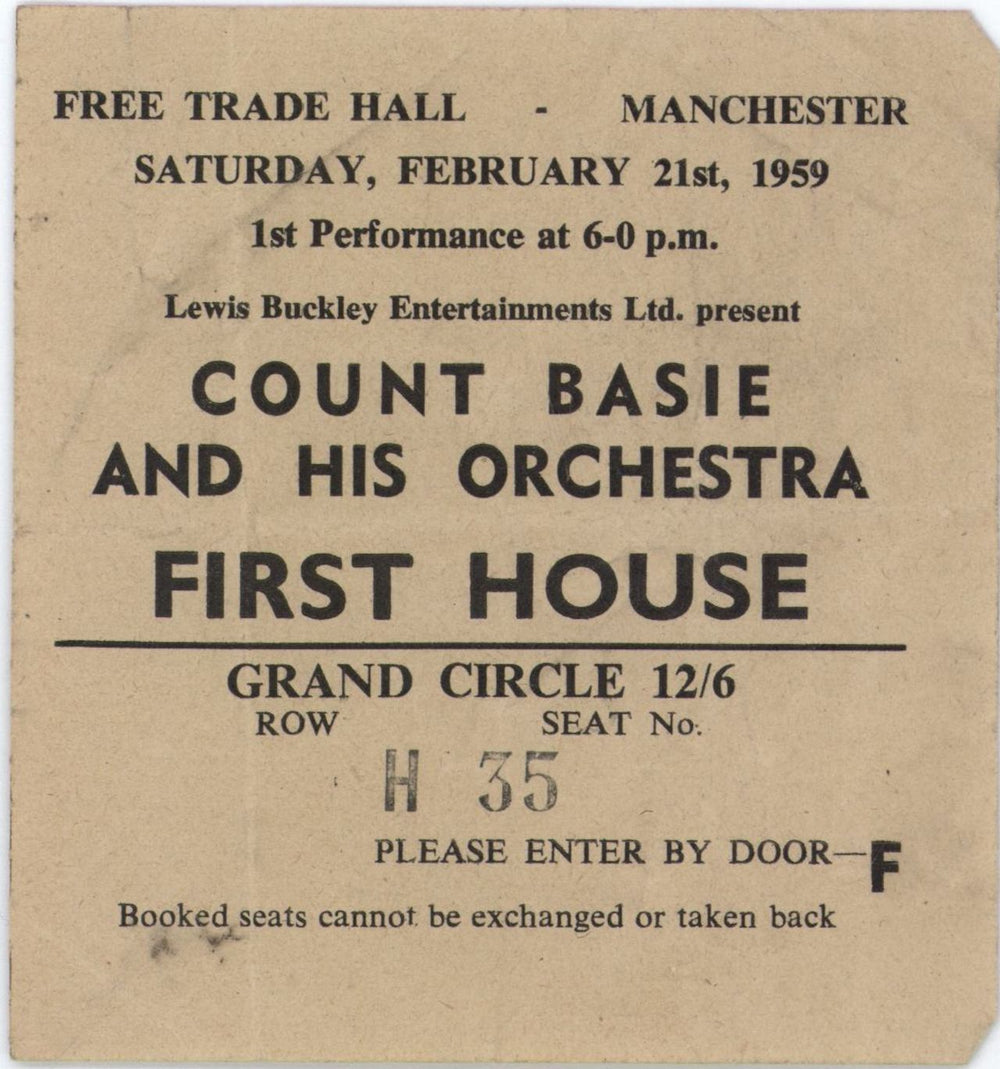 FREE TRADE HALL - MANCHESTER
SATURDAY, FEBRUARY 21st, 1959
1st Performance at 6-0 p.m.
Lewis Buckley Entertainments Ltd. present
COUNT BASIE
AND HIS ORCHESTRA
FIRST HOUSE
GRAND CIRCLE 12/6
ROW SEAT No.
H 35
PLEASE ENTER BY DOOR—F
Booked seats cannot be exchanged or taken back